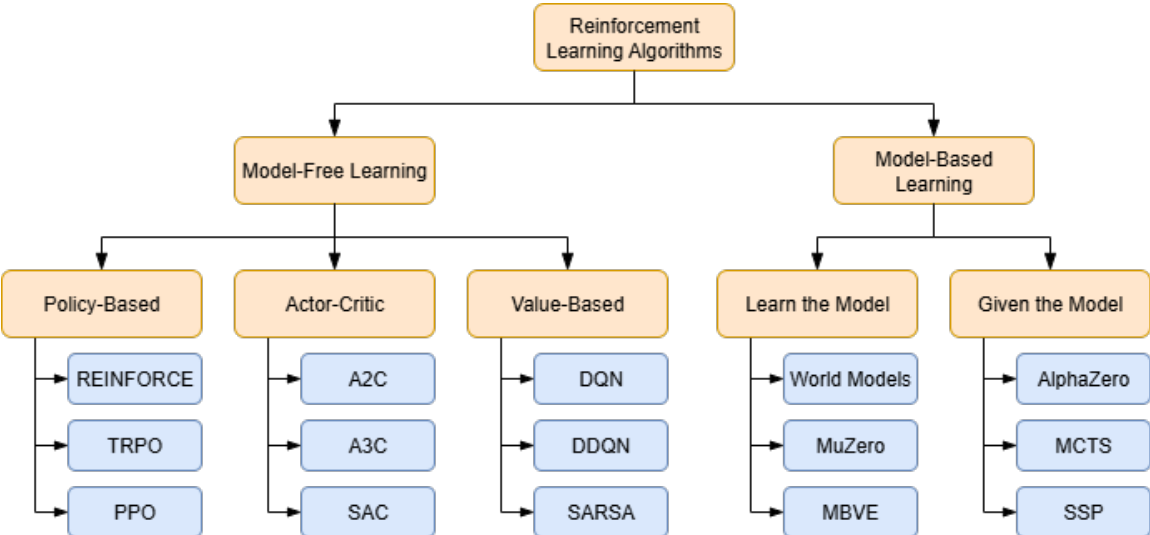 Reinforcement
Learning Algorithms
Model-Free Learning
Model-Based
Learning
Policy-Based
Actor-Critic
Value-Based
Learn the Model
Given the Model
REINFORCE
A2C
DQN
World Models
AlphaZero
TRPO
A3C
DDQN
MuZero
MCTS
PPO
SAC
SARSA
MBVE
SSP